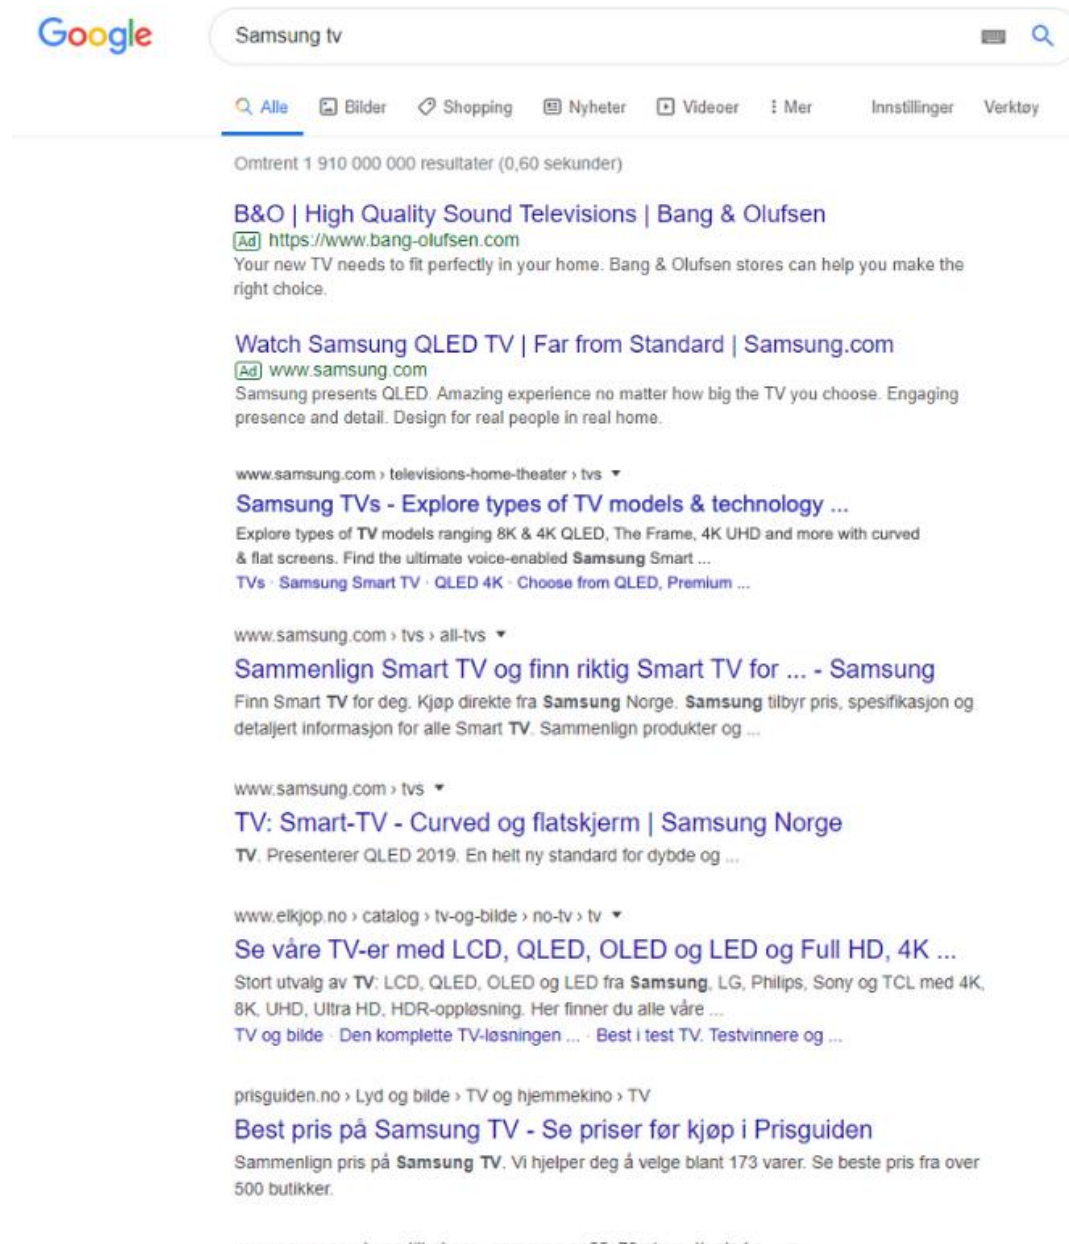 Google
Samsung tv
Alle Bilder Shopping Nyheter Videoer Mer Innstillinger Verktøy
Omtrent 1 910 000 000 resultater (0,60 sekunder)
B&O | High Quality Sound Televisions | Bang & Olufsen
Ad https://www.bang-olufsen.com
Your new TV needs to fit perfectly in your home. Bang & Olufsen stores can help you make the
right choice.
Watch Samsung QLED TV | Far from Standard | Samsung.com
Ad www.samsung.com
Samsung presents QLED. Amazing experience no matter how big the TV you choose. Engaging
presence and detail. Design for real people in real home.
www.samsung.com › televisions-home-theater › tvs
Samsung TVs - Explore types of TV models & technology ...
Explore types of TV models ranging 8K & 4K QLED, The Frame, 4K UHD and more with curved
& flat screens. Find the ultimate voice-enabled Samsung Smart ...
TVs · Samsung Smart TV · QLED 4K · Choose from QLED, Premium ...
www.samsung.com › tvs › all-tvs
Sammenlign Smart TV og finn riktig Smart TV for ... - Samsung
Finn Smart TV for deg. Kjøp direkte fra Samsung Norge. Samsung tilbyr pris, spesifikasjon og
detaljert informasjon for alle Smart TV. Sammenlign produkter og ...
www.samsung.com › tvs
TV: Smart-TV - Curved og flatskjerm | Samsung Norge
TV. Presenterer QLED 2019. En helt ny standard for dybde og ...
www.elkjop.no › catalog › tv-og-bilde › no-tv › tv
Se våre TV-er med LCD, QLED, OLED og LED og Full HD, 4K ...
Stort utvalg av TV: LCD, QLED, OLED og LED fra Samsung, LG, Philips, Sony og TCL med 4K,
8K, UHD, Ultra HD, HDR-oppløsning. Her finner du alle våre ...
TV og bilde · Den komplette TV-løsningen ... · Best i test TV. Testvinnere og ...
prisguiden.no › Lyd og bilde › TV og hjemmekino › TV
Best pris på Samsung TV - Se priser før kjøp i Prisguiden
Sammenlign pris på Samsung TV. Vi hjelper deg å velge blant 173 varer. Se beste pris fra over
500 butikker.